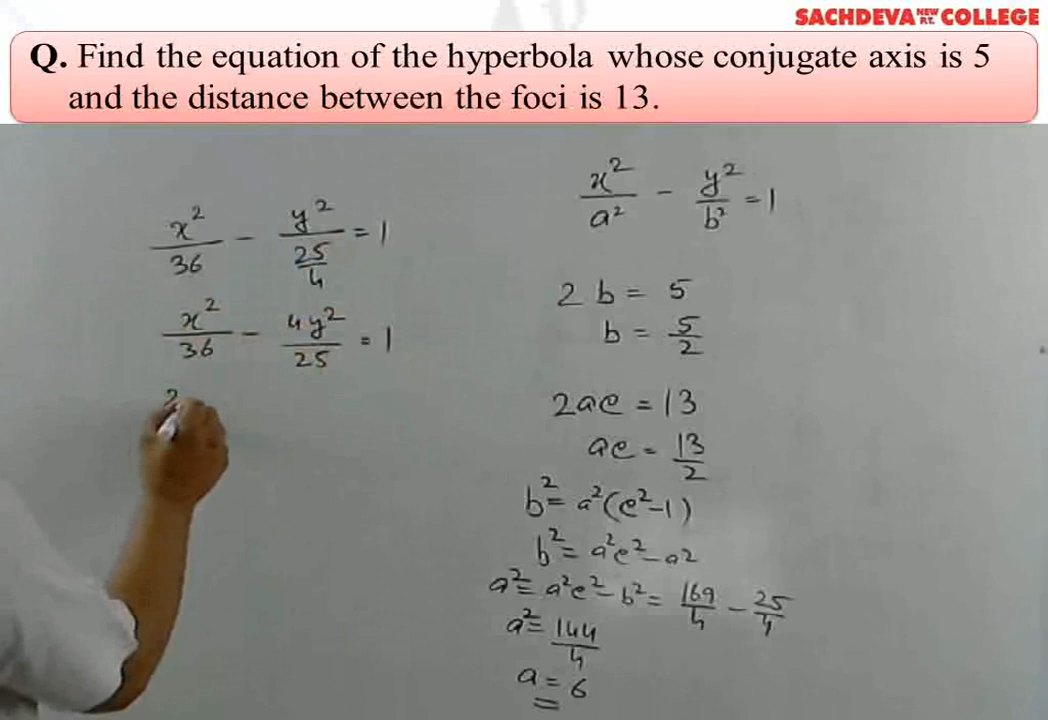 SACHDEVA NEW P.T. COLLEGE
Q. Find the equation of the hyperbola whose conjugate axis is 5
and the distance between the foci is 13.
x²/36 - y²/(25/4) = 1
x²/36 - 4y²/25 = 1
x²/a² - y²/b² = 1
2b = 5
b = 5/2
2ae = 13
ae = 13/2
b² = a²(e²-1)
b² = a²e² - a²
a² = a²e² - b² = 169/4 - 25/4
a² = 144/4
a = 6